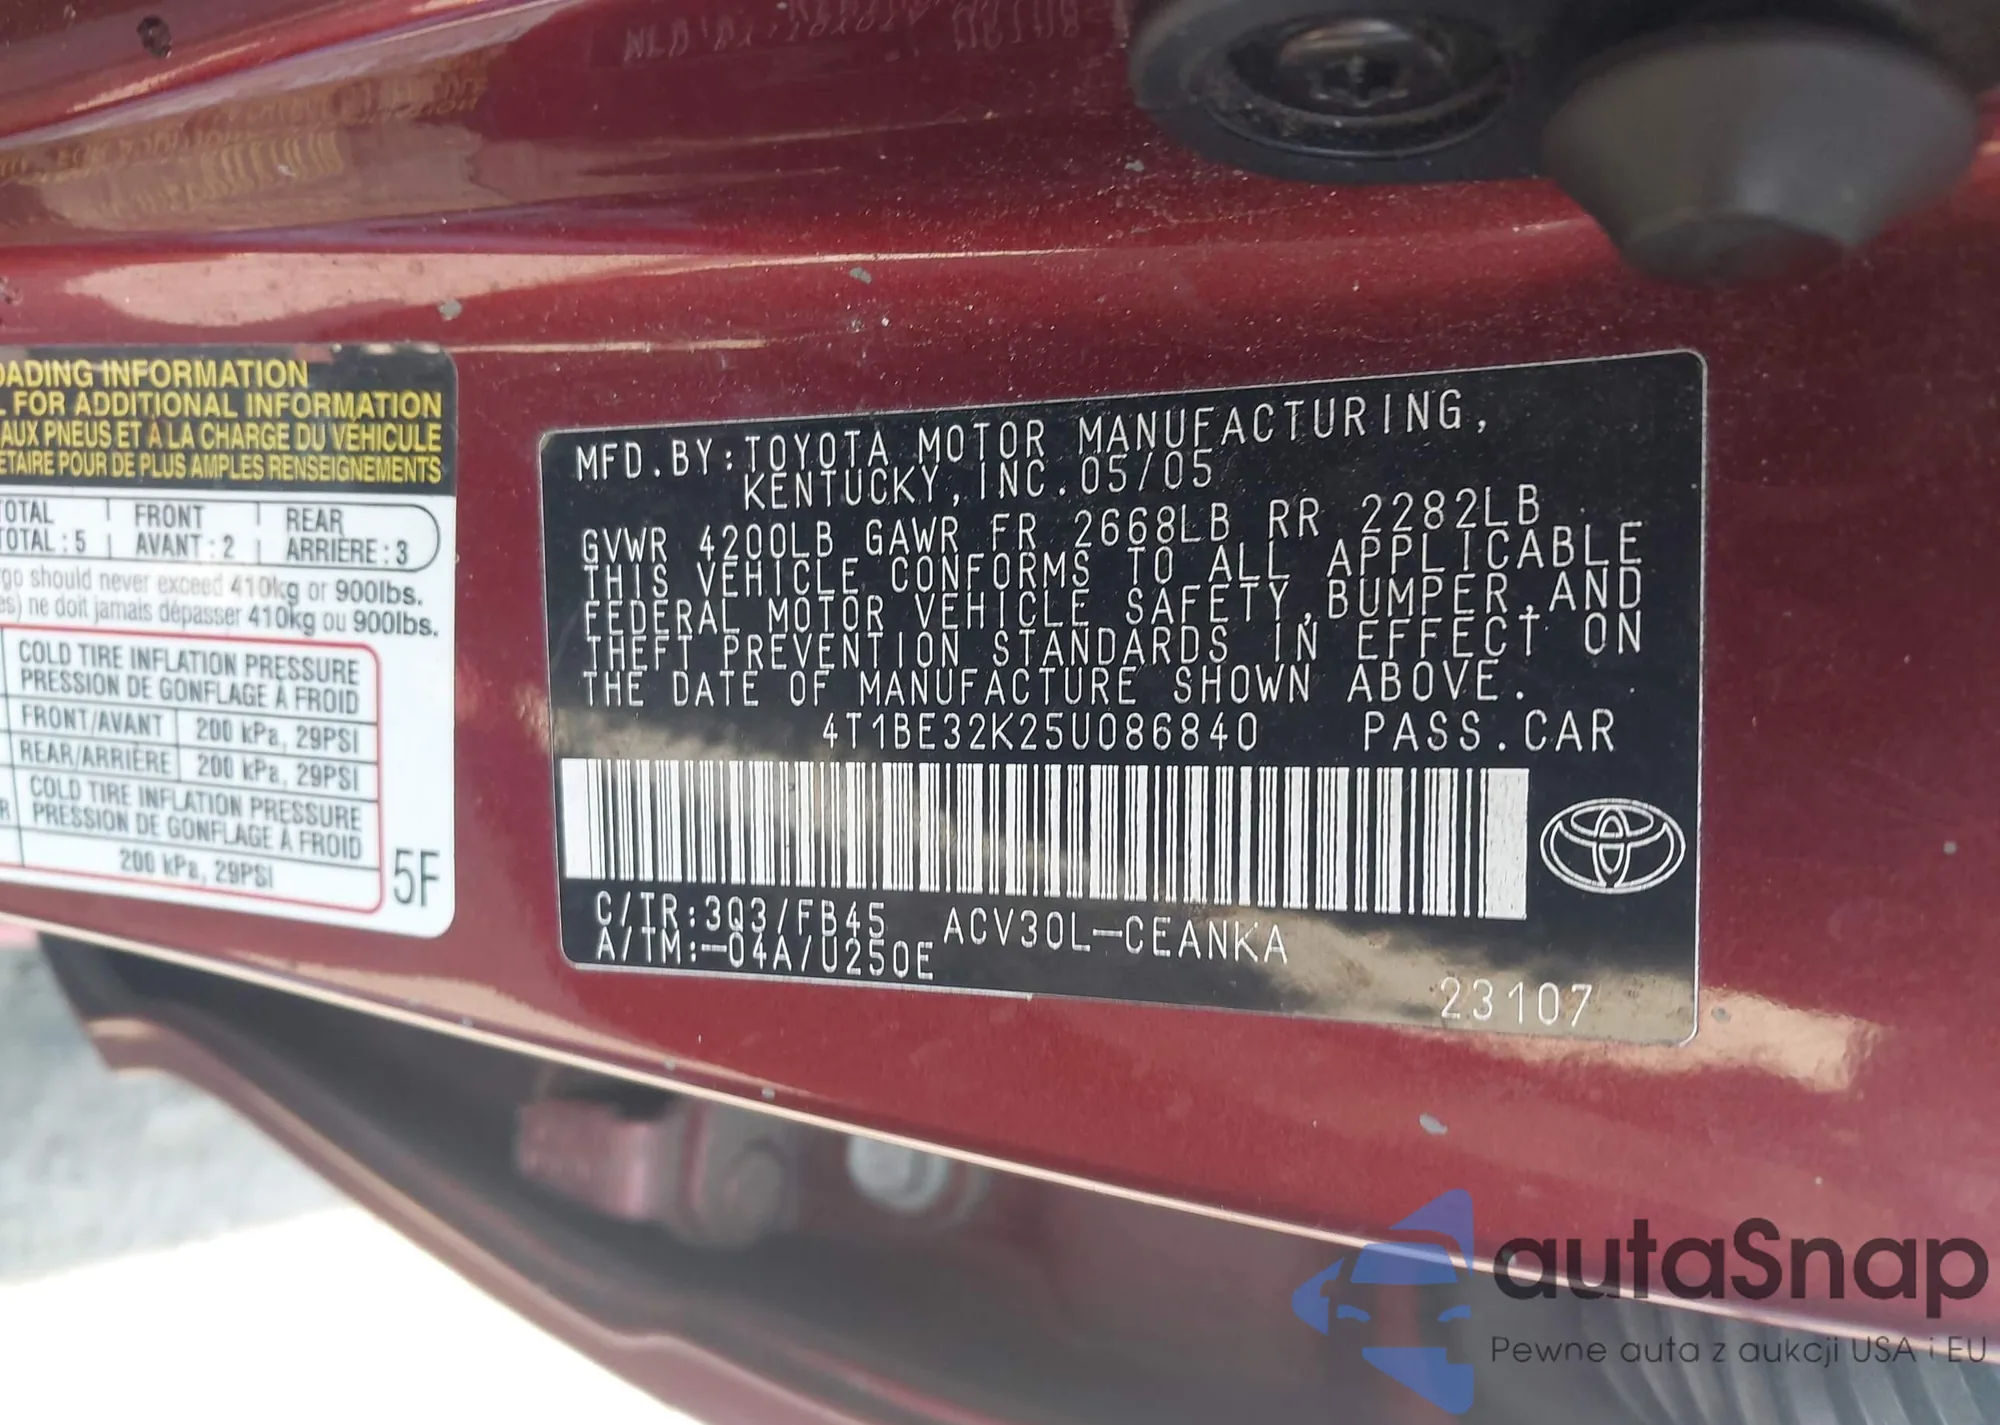 OADING INFORMATION
L FOR ADDITIONAL INFORMATION
AUX PNEUS ET À LA CHARGE DU VÉHICULE
ETAIRE POUR DE PLUS AMPLES RENSEIGNEMENTS
TOTAL FRONT REAR
TOTAL : 5 AVANT : 2 ARRIÈRE : 3
go should never exceed 410kg or 900lbs.
es) ne doit jamais dépasser 410kg ou 900lbs.
COLD TIRE INFLATION PRESSURE
PRESSION DE GONFLAGE À FROID
FRONT/AVANT 200 kPa, 29PSI
REAR/ARRIÈRE 200 kPa, 29PSI
COLD TIRE INFLATION PRESSURE
R PRESSION DE GONFLAGE À FROID
200 kPa, 29PSI
5F
MFD.BY:TOYOTA MOTOR MANUFACTURING,
KENTUCKY,INC.05/05
GVWR 4200LB GAWR FR 2668LB RR 2282LB
THIS VEHICLE CONFORMS TO ALL APPLICABLE
FEDERAL MOTOR VEHICLE SAFETY,BUMPER,AND
THEFT PREVENTION STANDARDS IN EFFECT ON
THE DATE OF MANUFACTURE SHOWN ABOVE.
4T1BE32K25U086840 PASS.CAR
C/TR:3Q3/FB45 ACV30L-CEANKA
A/TM:-04A/U250E
23107
autaSnap
Pewne auta z aukcji USA i EU